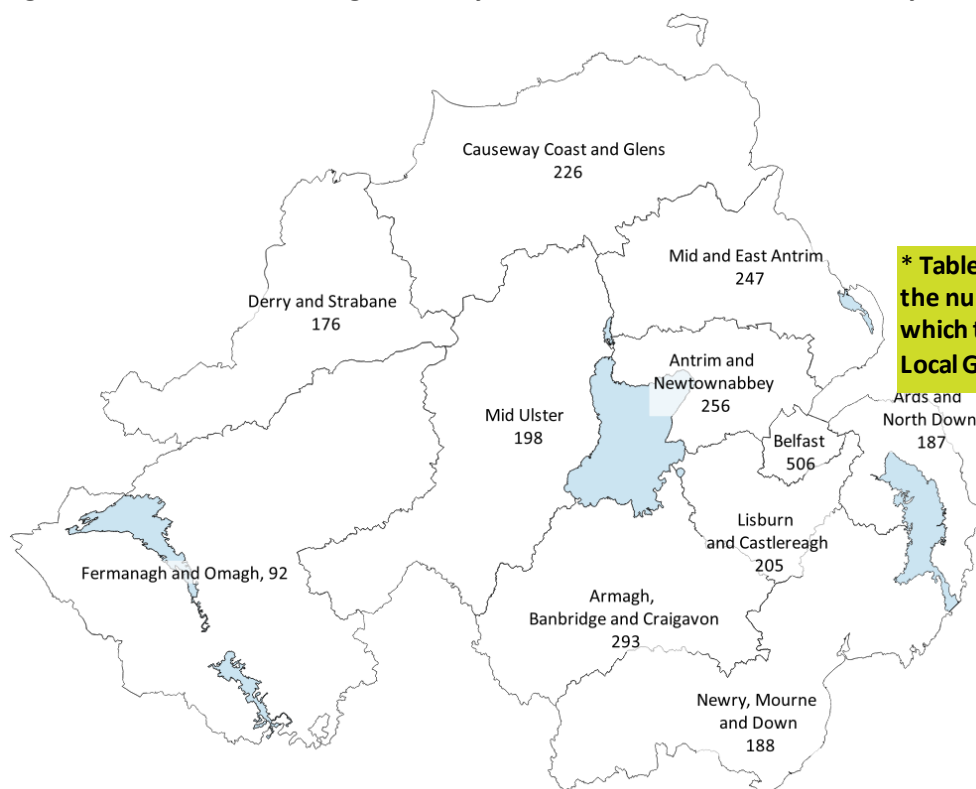 Causeway Coast and Glens
226
Mid and East Antrim
247
* Table
the nu
which t
Local G
Derry and Strabane
176
Antrim and
Newtownabbey
256
Ards and
North Down
187
Mid Ulster
198
Belfast
506
Lisburn
and Castlereagh
205
Fermanagh and Omagh, 92
Armagh,
Banbridge and Craigavon
293
Newry, Mourne
and Down
188